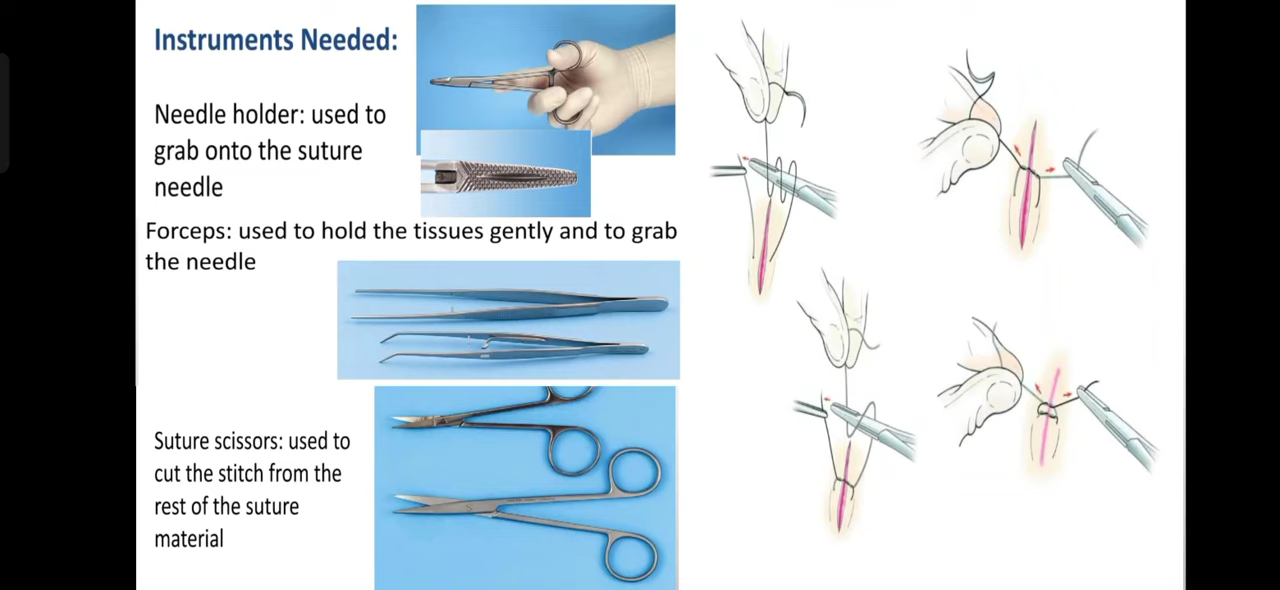 Instruments Needed:
Needle holder: used to
grab onto the suture
needle
Forceps: used to hold the tissues gently and to grab
the needle
Suture scissors: used to
cut the stitch from the
rest of the suture
material